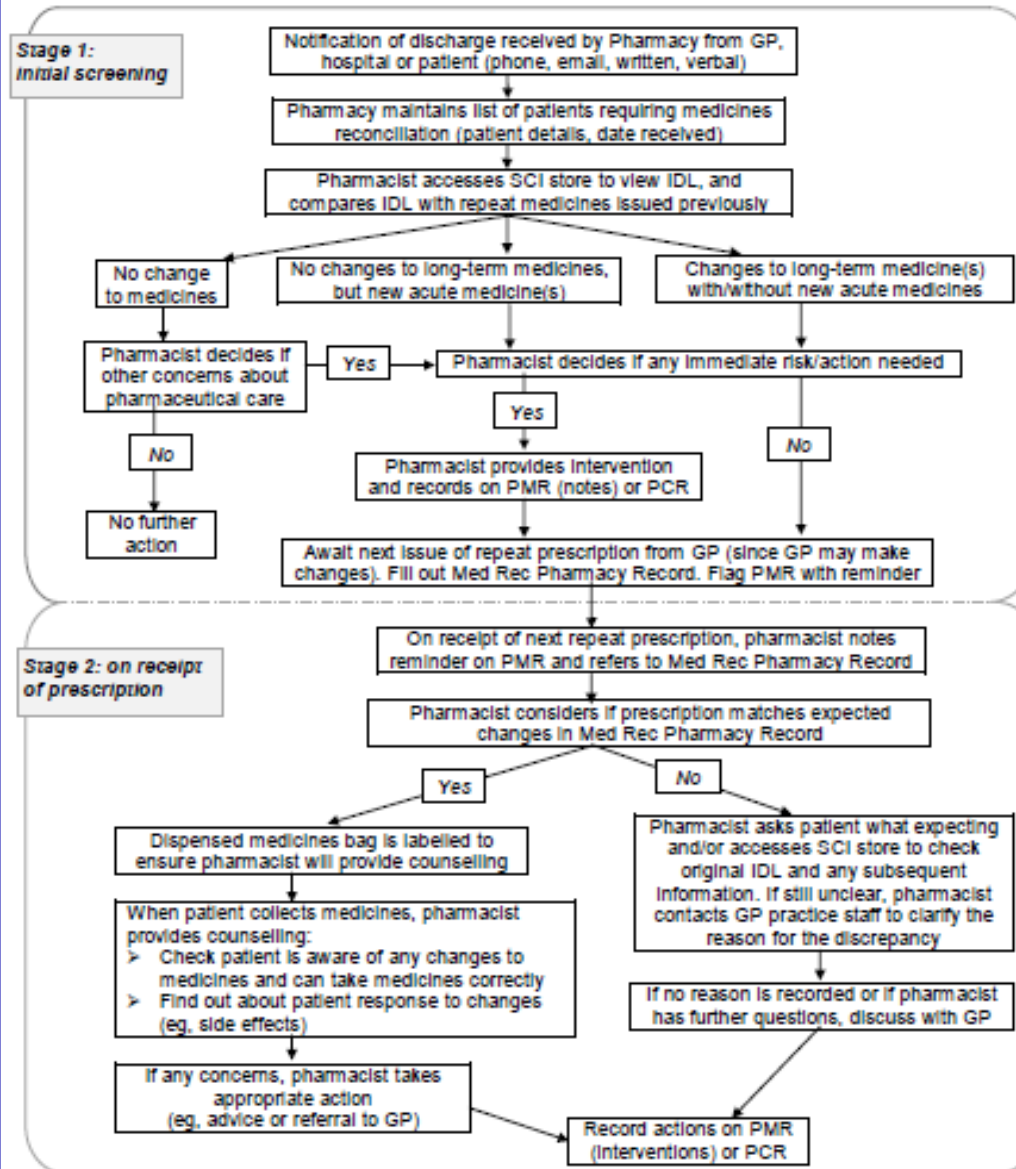 Stage 1:
initial screening
Notification of discharge received by Pharmacy from GP,
hospital or patient (phone, email, written, verbal)
Pharmacy maintains list of patients requiring medicines
reconciliation (patient details, date received)
Pharmacist accesses SCI store to view IDL, and
compares IDL with repeat medicines issued previously
No change
to medicines
No changes to long-term medicines,
but new acute medicine(s)
Changes to long-term medicine(s)
with/without new acute medicines
Pharmacist decides if
other concerns about
pharmaceutical care
Yes
Pharmacist decides if any immediate risk/action needed
Yes
No
No
Pharmacist provides intervention
and records on PMR (notes) or PCR
No further
action
Await next issue of repeat prescription from GP (since GP may make
changes). Fill out Med Rec Pharmacy Record. Flag PMR with reminder
Stage 2: on receipt
of prescription
On receipt of next repeat prescription, pharmacist notes
reminder on PMR and refers to Med Rec Pharmacy Record
Pharmacist considers if prescription matches expected
changes in Med Rec Pharmacy Record
Yes
No
Dispensed medicines bag is labelled to
ensure pharmacist will provide counselling
When patient collects medicines, pharmacist
provides counselling:
➢ Check patient is aware of any changes to
medicines and can take medicines correctly
➢ Find out about patient response to changes
(eg, side effects)
If any concerns, pharmacist takes
appropriate action
(eg, advice or referral to GP)
Pharmacist asks patient what expecting
and/or accesses SCI store to check
original IDL and any subsequent
information. If still unclear, pharmacist
contacts GP practice staff to clarify the
reason for the discrepancy
If no reason is recorded or if pharmacist
has further questions, discuss with GP
Record actions on PMR
(interventions) or PCR